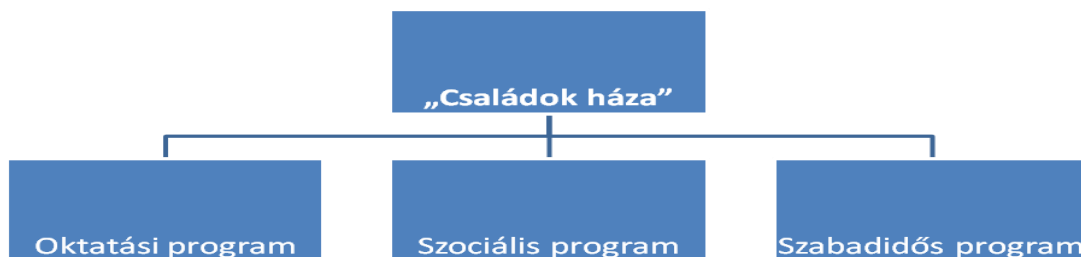 „Családok háza”
Oktatási program
Szociális program
Szabadidős program